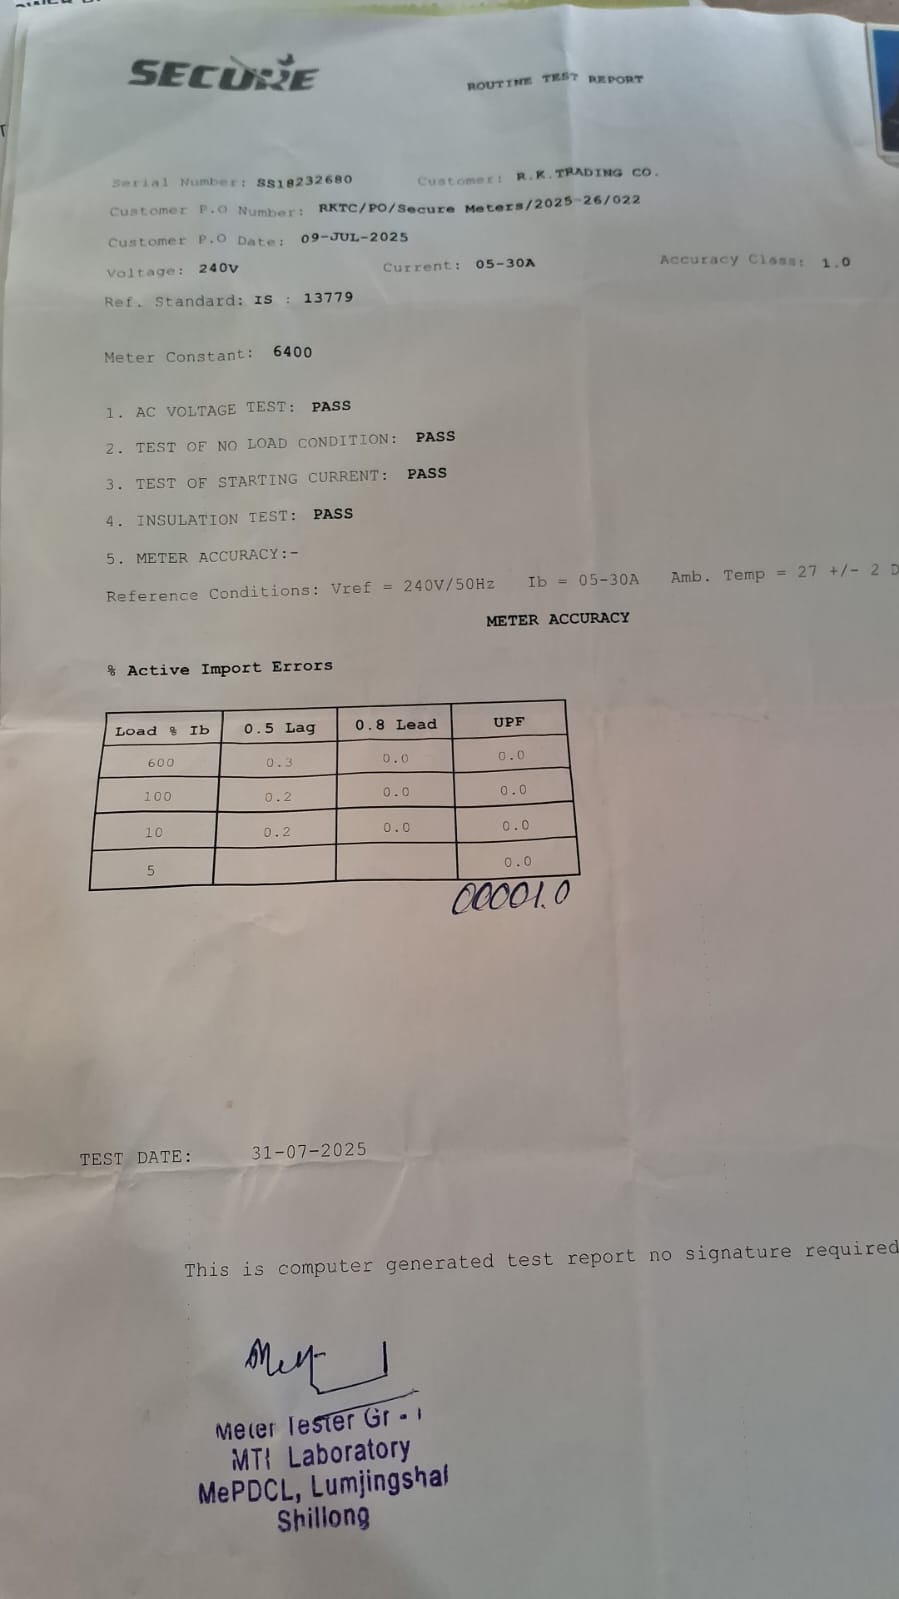 SECURE
ROUTINE TEST REPORT
Serial Number: SS18232680 Customer: R.K.TRADING CO.
Customer P.O Number: RKTC/PO/Secure Meters/2025-26/022
Customer P.O Date: 09-JUL-2025
Voltage: 240V Current: 05-30A Accuracy Class: 1.0
Ref. Standard: IS : 13779
Meter Constant: 6400
1. AC VOLTAGE TEST: PASS
2. TEST OF NO LOAD CONDITION: PASS
3. TEST OF STARTING CURRENT: PASS
4. INSULATION TEST: PASS
5. METER ACCURACY:-
Reference Conditions: Vref = 240V/50Hz Ib = 05-30A Amb. Temp = 27 +/- 2 D
METER ACCURACY
% Active Import Errors
Load % Ib 0.5 Lag 0.8 Lead UPF
600 0.3 0.0 0.0
100 0.2 0.0 0.0
10 0.2 0.0 0.0
5 0.0
00001.0
TEST DATE: 31-07-2025
This is computer generated test report no signature required
Meter Tester Gr - I
MTI Laboratory
MePDCL, Lumjingshai
Shillong